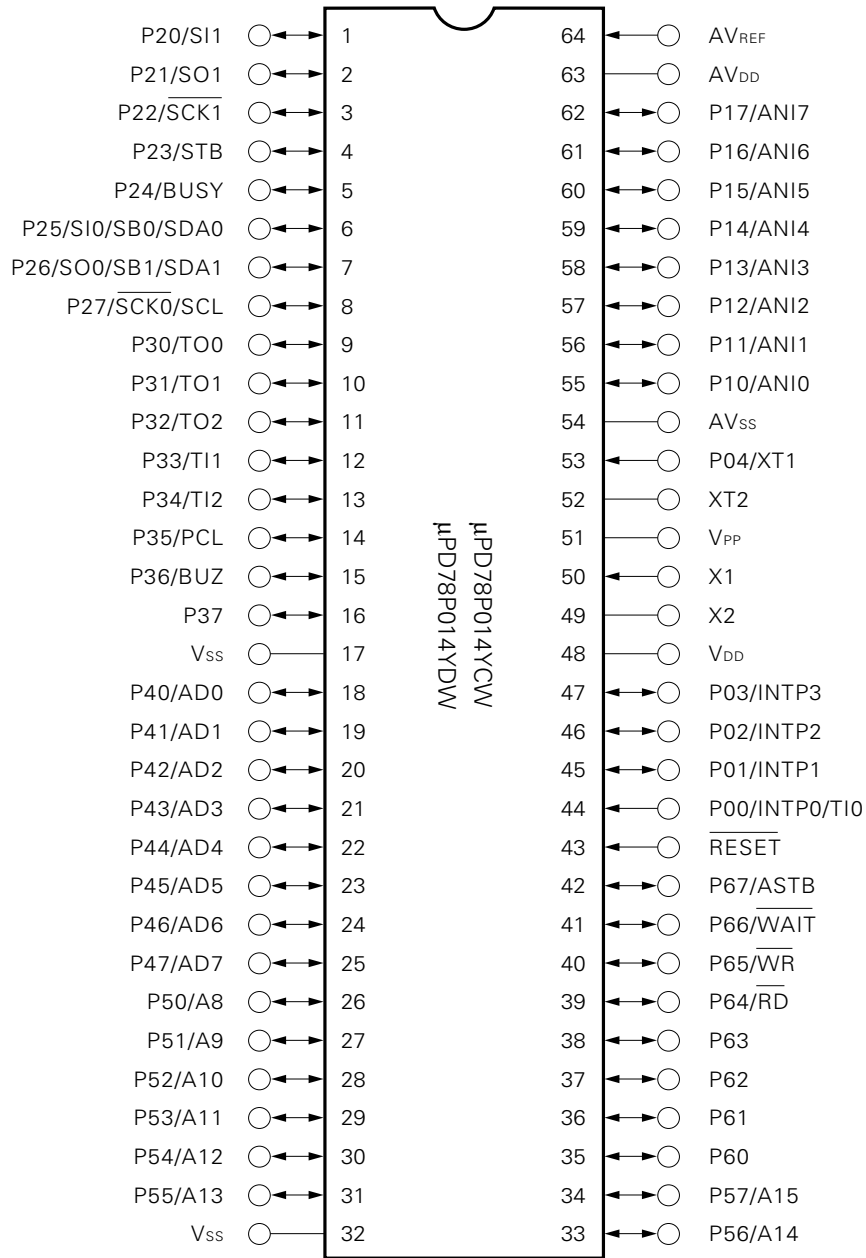 P20/SI1 1 64 AVREF
P21/SO1 2 63 AVDD
P22/SCK1 3 62 P17/ANI7
P23/STB 4 61 P16/ANI6
P24/BUSY 5 60 P15/ANI5
P25/SI0/SB0/SDA0 6 59 P14/ANI4
P26/SO0/SB1/SDA1 7 58 P13/ANI3
P27/SCK0/SCL 8 57 P12/ANI2
P30/TO0 9 56 P11/ANI1
P31/TO1 10 55 P10/ANI0
P32/TO2 11 54 AVSS
P33/TI1 12 53 P04/XT1
P34/TI2 13 52 XT2
P35/PCL 14 51 VPP
P36/BUZ 15 50 X1
P37 16 49 X2
VSS 17 48 VDD
P40/AD0 18 47 P03/INTP3
P41/AD1 19 46 P02/INTP2
P42/AD2 20 45 P01/INTP1
P43/AD3 21 44 P00/INTP0/TI0
P44/AD4 22 43 RESET
P45/AD5 23 42 P67/ASTB
P46/AD6 24 41 P66/WAIT
P47/AD7 25 40 P65/WR
P50/A8 26 39 P64/RD
P51/A9 27 38 P63
P52/A10 28 37 P62
P53/A11 29 36 P61
P54/A12 30 35 P60
P55/A13 31 34 P57/A15
VSS 32 33 P56/A14
µPD78P014YCW
µPD78P014YDW